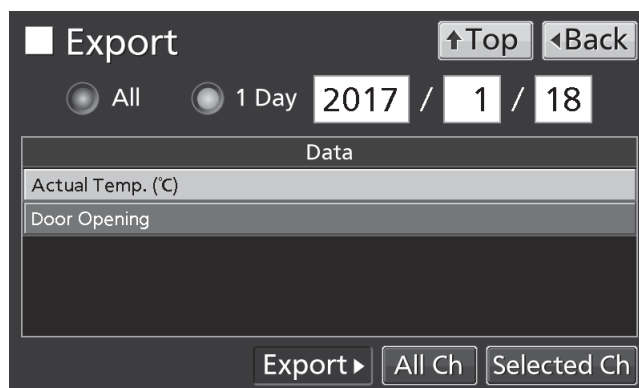 Export ↑Top ◂Back
All 1 Day 2017 / 1 / 18
Data
Actual Temp. (℃)
Door Opening
Export▸ All Ch Selected Ch